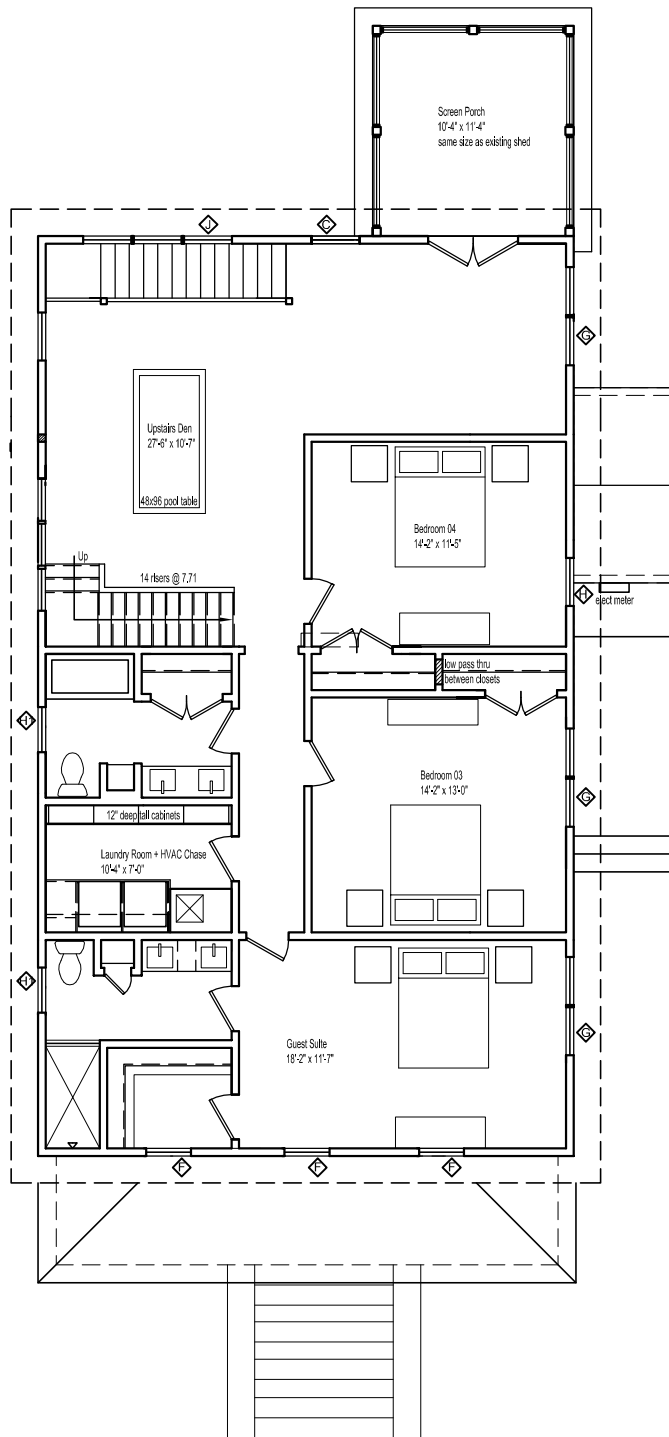 Screen Porch
10'-4" x 11'-4"
same size as existing shed
J
C
G
Upstairs Den
27'-6" x 10'-7"
48x96 pool table
Bedroom 04
14'-2" x 11'-5"
Up
14 risers @ 7.71
H
elect meter
low pass thru
between closets
Bedroom 03
14'-2" x 13'-0"
G
12" deep tall cabinets
Laundry Room + HVAC Chase
10'-4" x 7'-0"
Guest Suite
18'-2" x 11'-7"
G
F
F
F